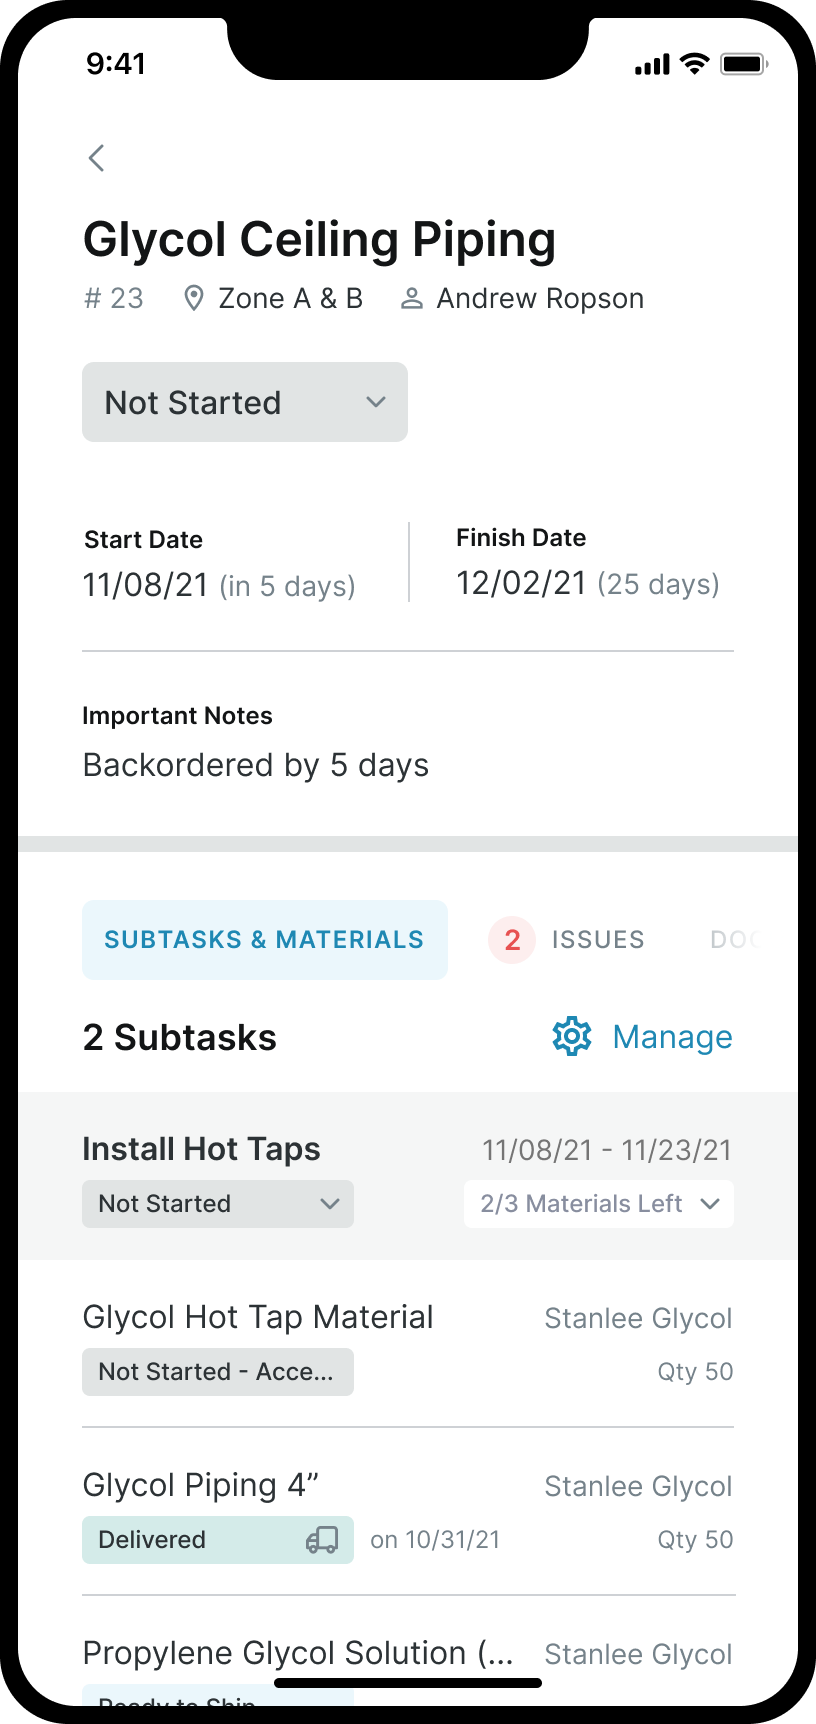 9:41
Glycol Ceiling Piping
# 23 Zone A & B Andrew Ropson
Not Started
Start Date Finish Date
11/08/21 (in 5 days) 12/02/21 (25 days)
Important Notes
Backordered by 5 days
SUBTASKS & MATERIALS 2 ISSUES DOC
2 Subtasks Manage
Install Hot Taps 11/08/21 - 11/23/21
Not Started 2/3 Materials Left
Glycol Hot Tap Material Stanlee Glycol
Not Started - Acce... Qty 50
Glycol Piping 4” Stanlee Glycol
Delivered on 10/31/21 Qty 50
Propylene Glycol Solution (... Stanlee Glycol
Ready to Ship